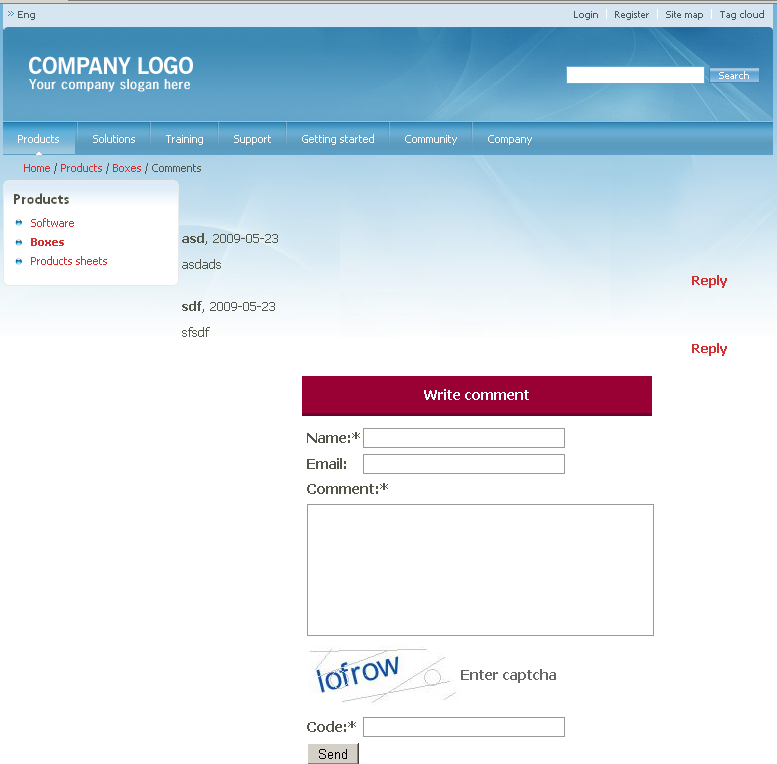 Eng
Login Register Site map Tag cloud
COMPANY LOGO
Your company slogan here
Search
Products Solutions Training Support Getting started Community Company
Home / Products / Boxes / Comments
Products
Software
Boxes
Products sheets
asd, 2009-05-23
asdads
Reply
sdf, 2009-05-23
sfsdf
Reply
Write comment
Name:*
Email:
Comment:*
iofrow
Enter captcha
Code:*
Send